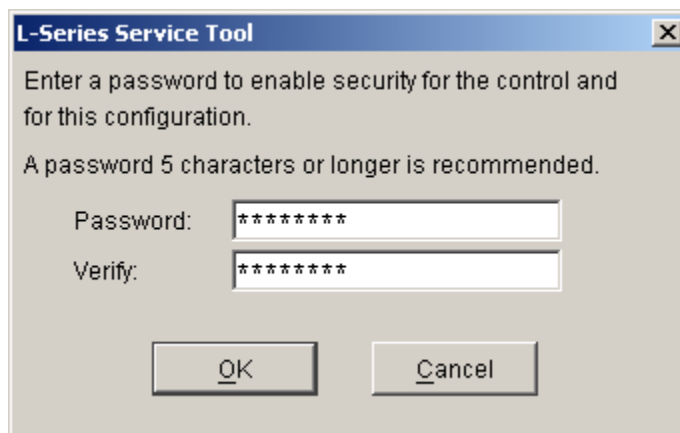 L-Series Service Tool
Enter a password to enable security for the control and
for this configuration.
A password 5 characters or longer is recommended.
Password: ********
Verify: ********
OK Cancel